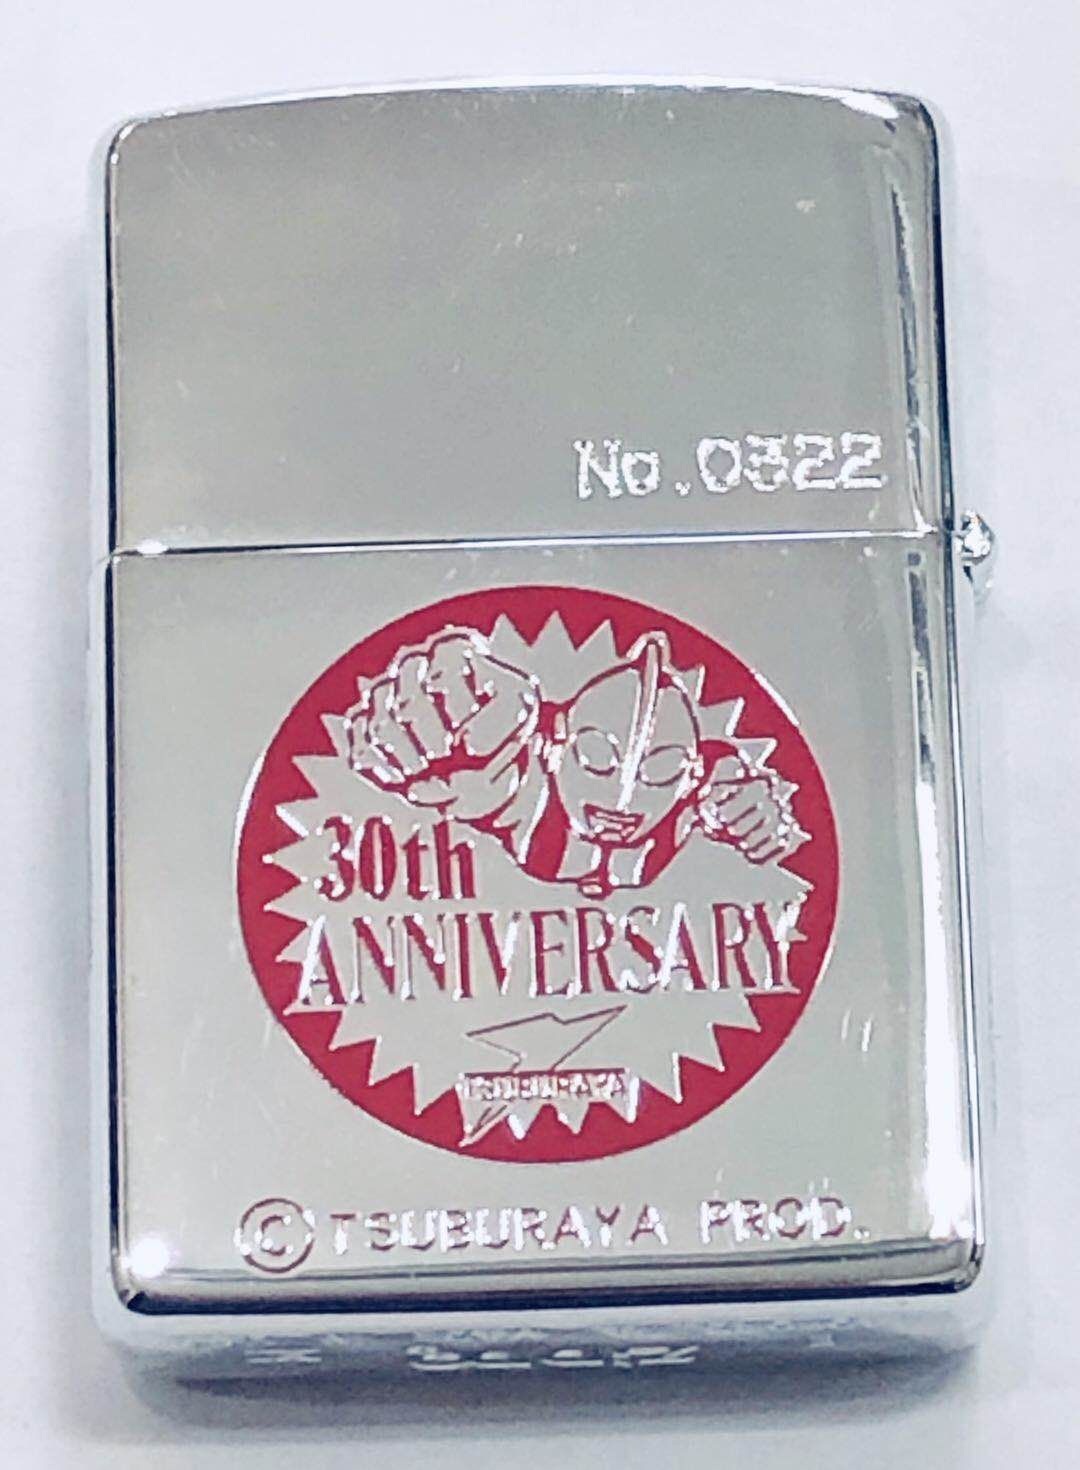 No.0322
30th
ANNIVERSARY
TSUBURAYA
©TSUBURAYA PROD.